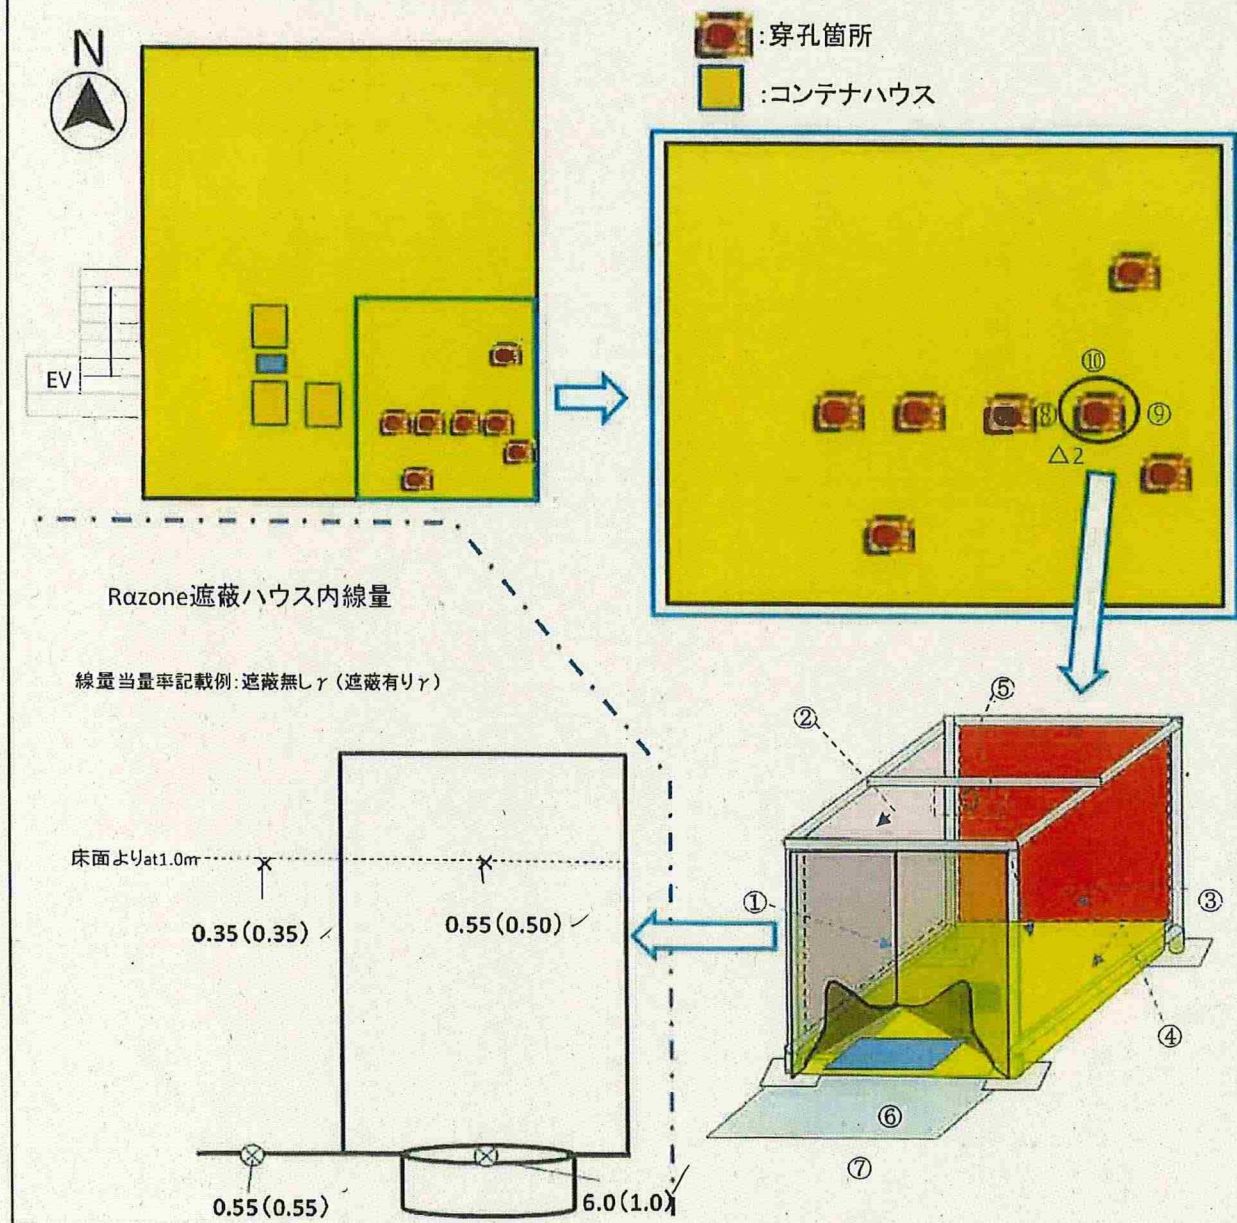 N
:穿孔箇所
:コンテナハウス
EV
⑩
⑧
⑨
△2
Rαzone遮蔽ハウス内線量
線量当量率記載例:遮蔽無しγ(遮蔽有りγ)
床面よりat1.0m
0.35(0.35)
0.55(0.50)
0.55(0.55)
6.0(1.0)
⑤
②
①
③
④
⑥
⑦